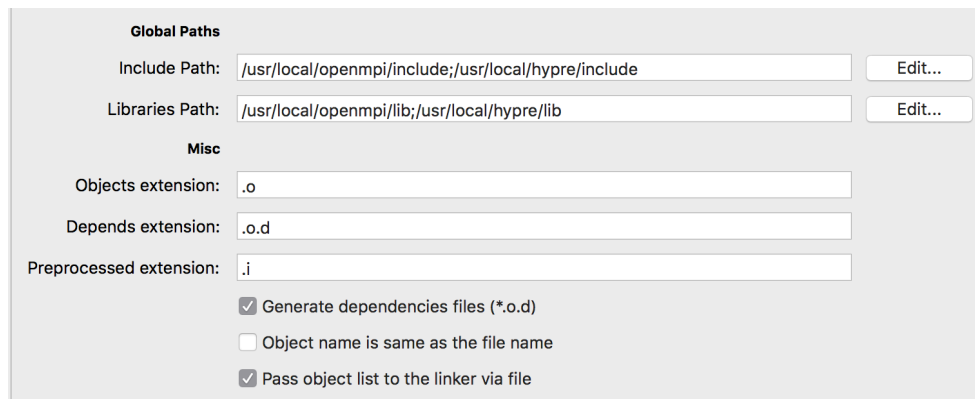 Global Paths
Include Path: /usr/local/openmpi/include;/usr/local/hypre/include Edit...
Libraries Path: /usr/local/openmpi/lib;/usr/local/hypre/lib Edit...
Misc
Objects extension: .o
Depends extension: .o.d
Preprocessed extension: .i
Generate dependencies files (*.o.d)
Object name is same as the file name
Pass object list to the linker via file